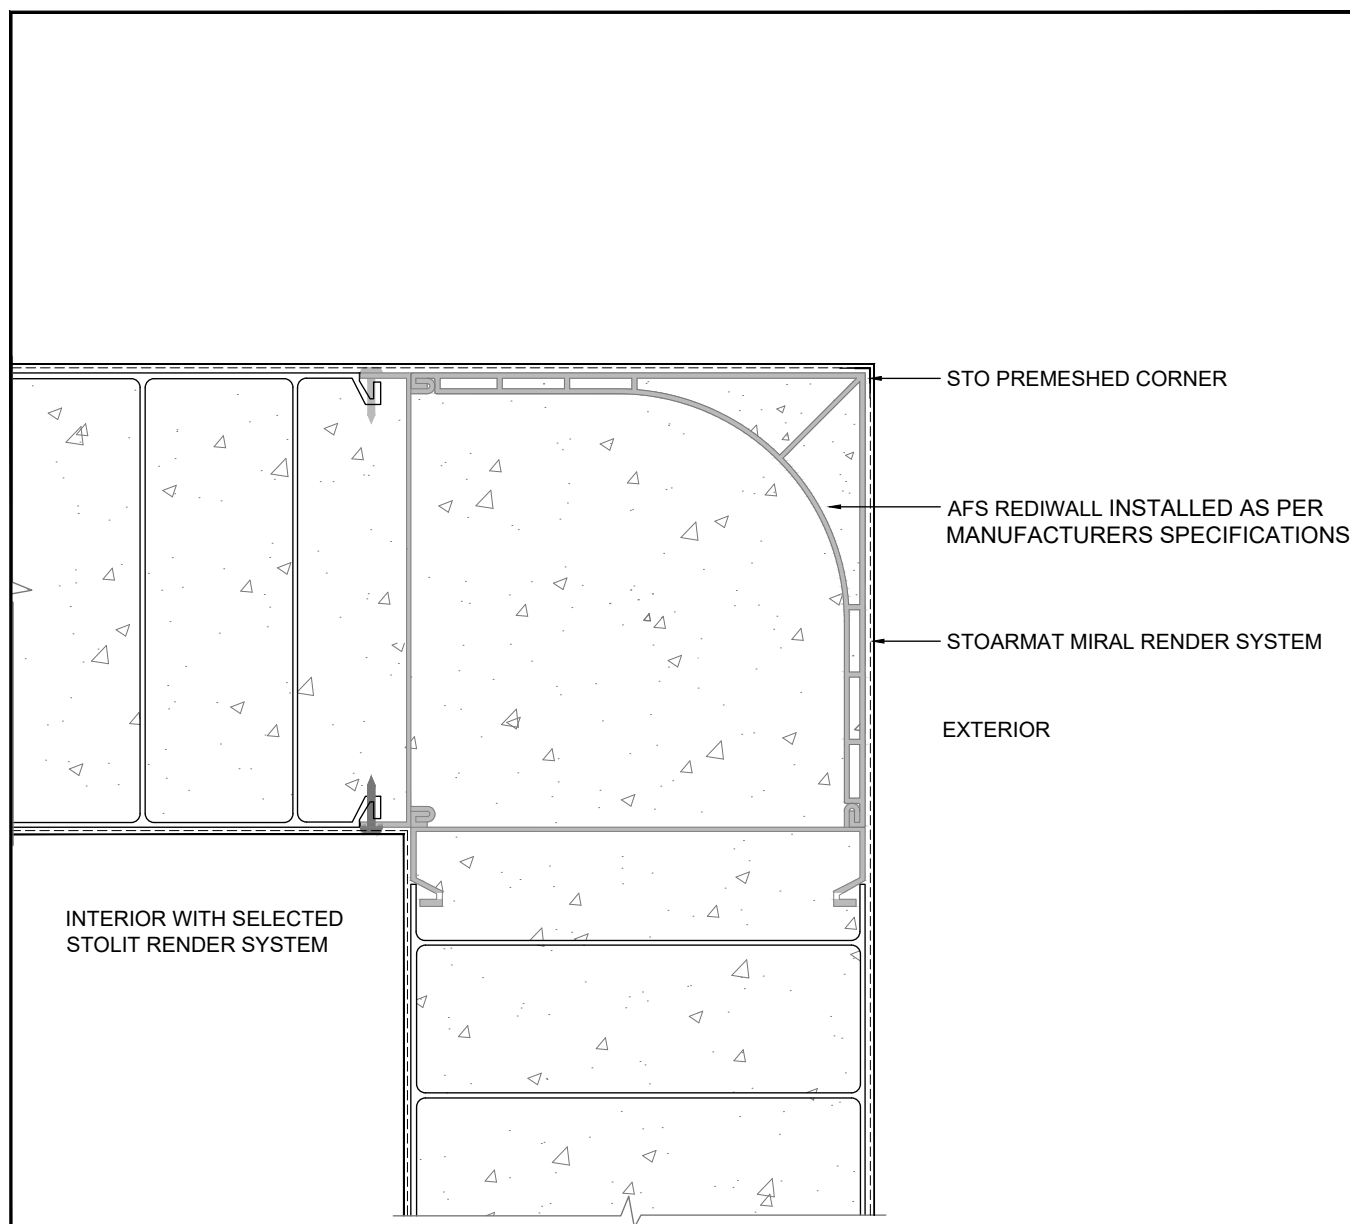 STO PREMESHED CORNER
AFS REDIWALL INSTALLED AS PER
MANUFACTURERS SPECIFICATIONS
STOARMAT MIRAL RENDER SYSTEM
EXTERIOR
INTERIOR WITH SELECTED
STOLIT RENDER SYSTEM